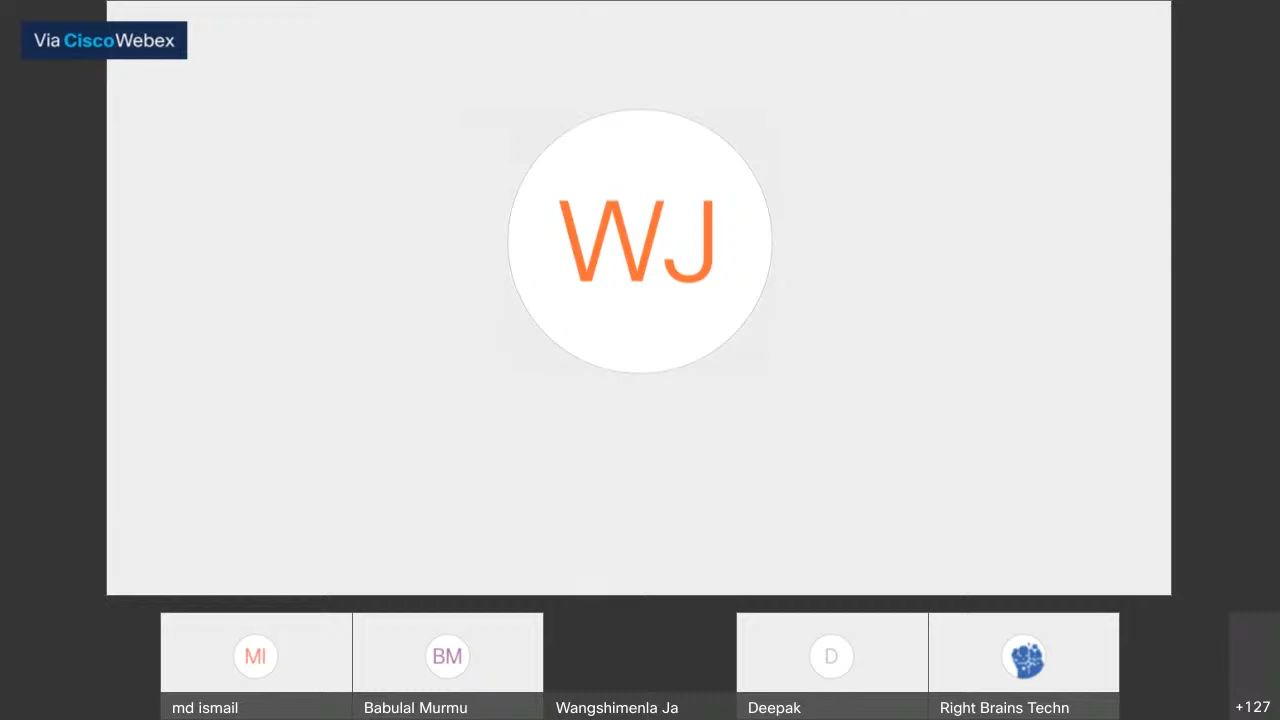 Via CiscoWebex
WJ
MI
BM
D
md ismail
Babulal Murmu
Wangshimenla Ja
Deepak
Right Brains Techn
+127